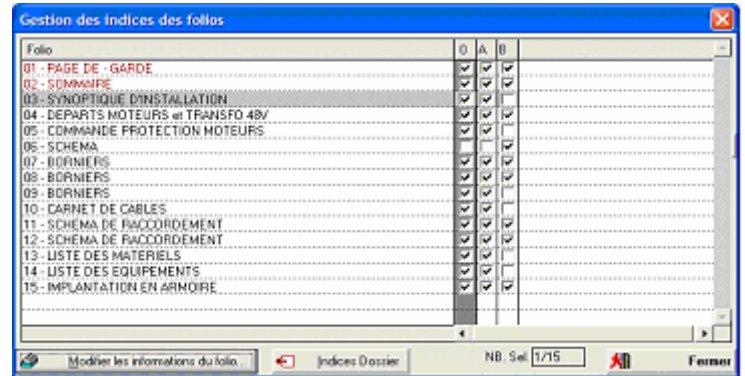 Gestion des indices des folios
Folio 0 A B
01 - PAGE DE - GARDE
02 - SOMMAIRE
03 - SYNOPTIQUE D'INSTALLATION
04 - DEPARTS MOTEURS et TRANSFO 48V
05 - COMMANDE PROTECTION MOTEURS
06 - SCHEMA
07 - BORNIERS
08 - BORNIERS
09 - BORNIERS
10 - CARNET DE CABLES
11 - SCHEMA DE RACCORDEMENT
12 - SCHEMA DE RACCORDEMENT
13 - LISTE DES MATERIELS
14 - LISTE DES EQUIPEMENTS
15 - IMPLANTATION EN ARMOIRE
Modifier les informations du folio... Indices Dossier NB. Sel. 1/15 Fermer